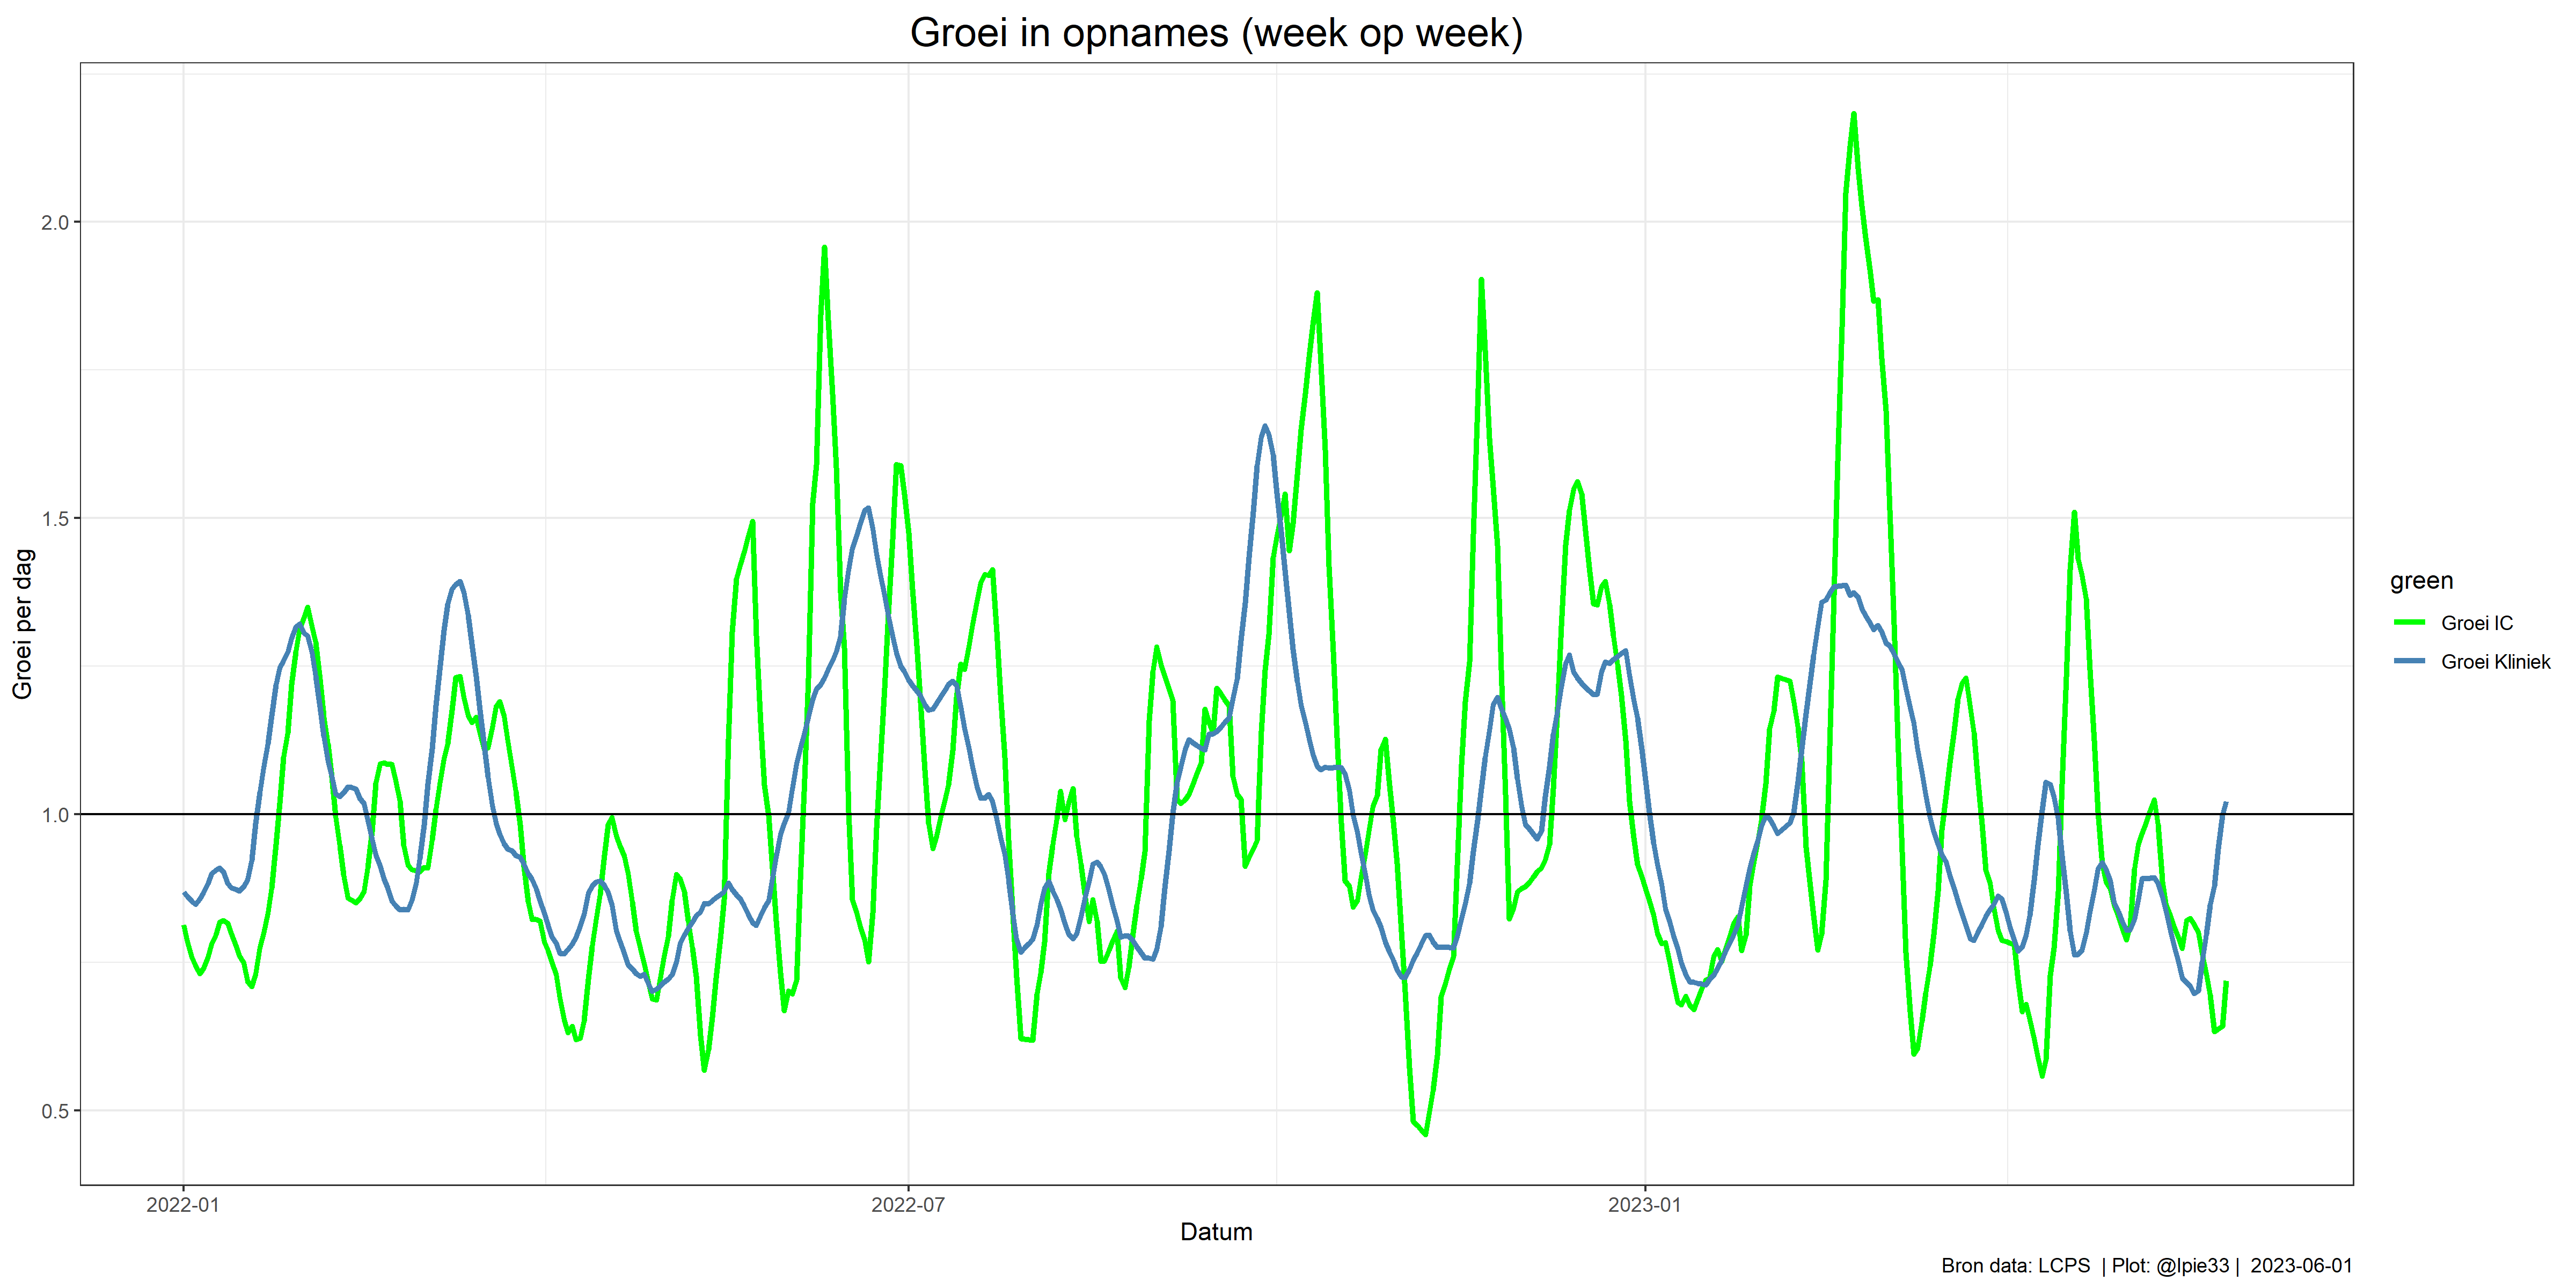 Groei in opnames (week op week)
2.0
1.5
1.0
0.5
Groei per dag
2022-01
2022-07
2023-01
Datum
green
Groei IC
Groei Kliniek
Bron data: LCPS | Plot: @lpie33 | 2023-06-01